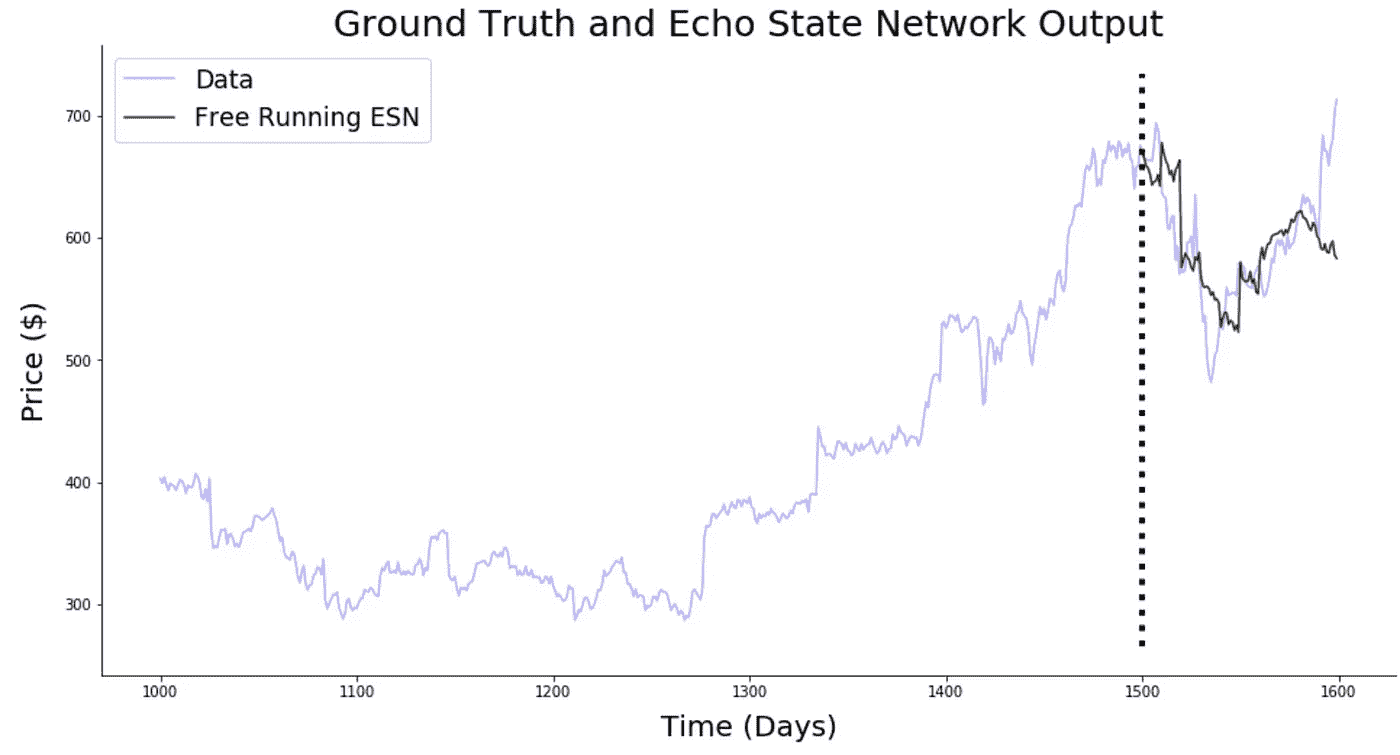 Ground Truth and Echo State Network Output
Data
Free Running ESN
700
600
500
400
300
Price ($)
1000 1100 1200 1300 1400 1500 1600
Time (Days)